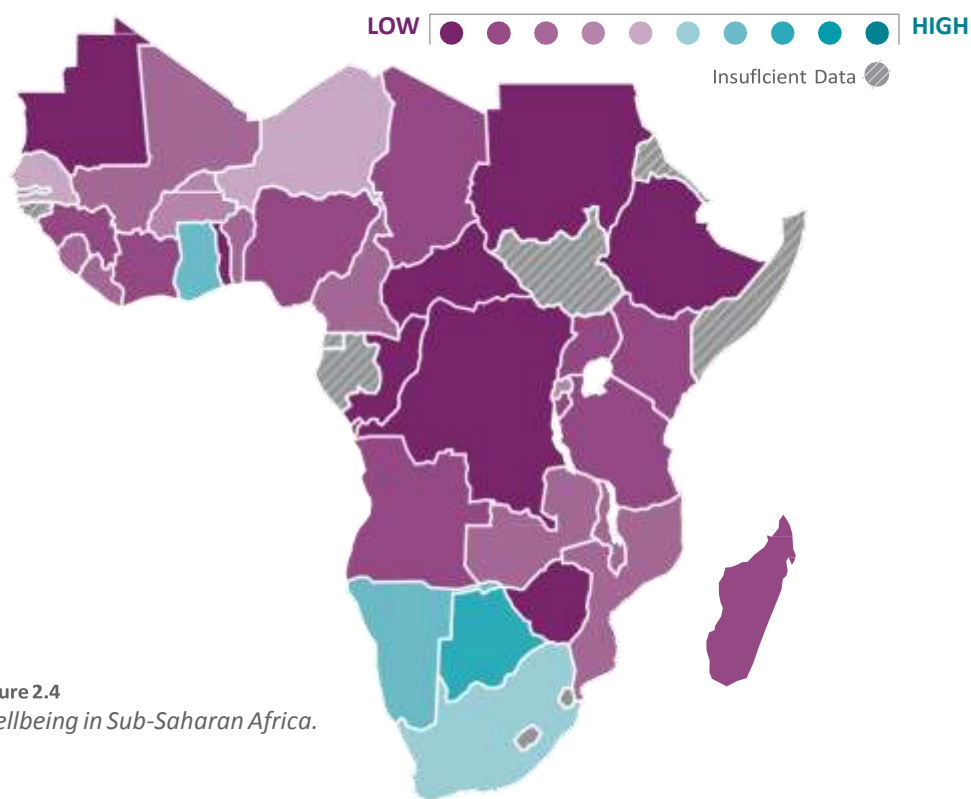 LOW HIGH
Insuflcient Data
ure 2.4
ellbeing in Sub-Saharan Africa.